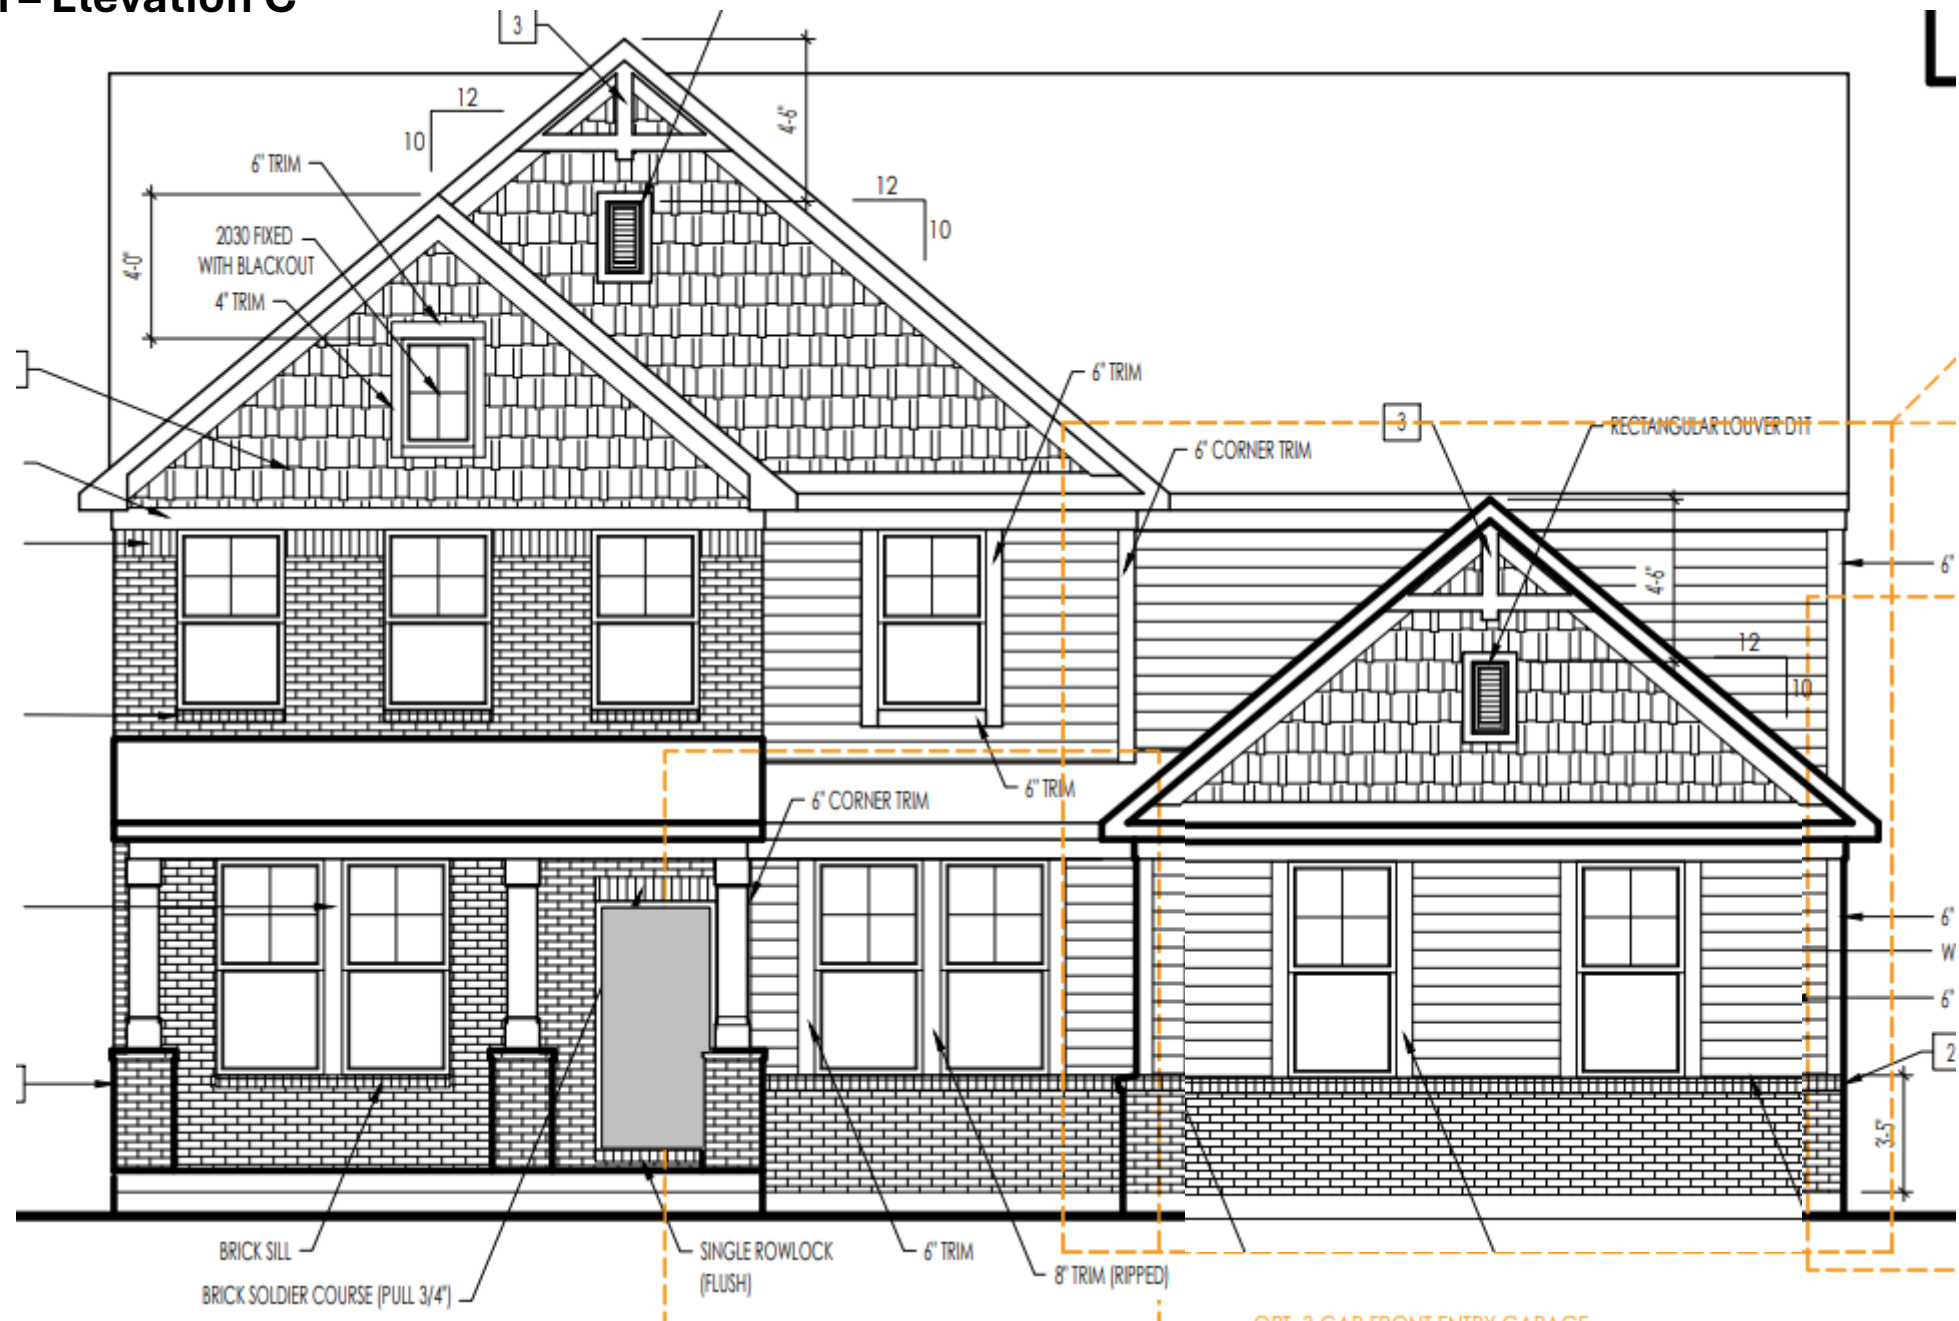 Elevation C
3
12
10
4'-6"
6" TRIM
12
10
2030 FIXED
WITH BLACKOUT
4'-0"
4" TRIM
6" TRIM
3
RECTANGULAR LOUVER D1T
6" CORNER TRIM
6"
4'-6"
12
10
6" TRIM
6" CORNER TRIM
6"
W
6"
2
3'-5"
BRICK SILL
SINGLE ROWLOCK
(FLUSH)
6" TRIM
8" TRIM (RIPPED)
BRICK SOLDIER COURSE (PULL 3/4")